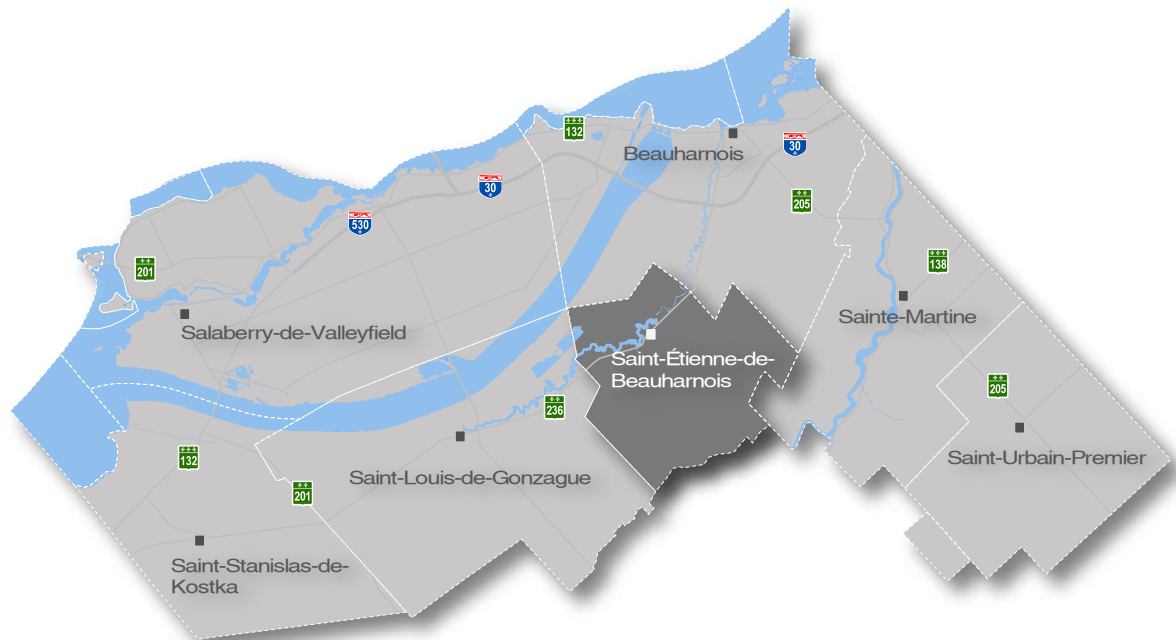 132
Beauharnois
30
30
205
530
201
138
Salaberry-de-Valleyfield
Sainte-Martine
Saint-Étienne-de-
Beauharnois
205
236
132
Saint-Louis-de-Gonzague
Saint-Urbain-Premier
201
Saint-Stanislas-de-
Kostka